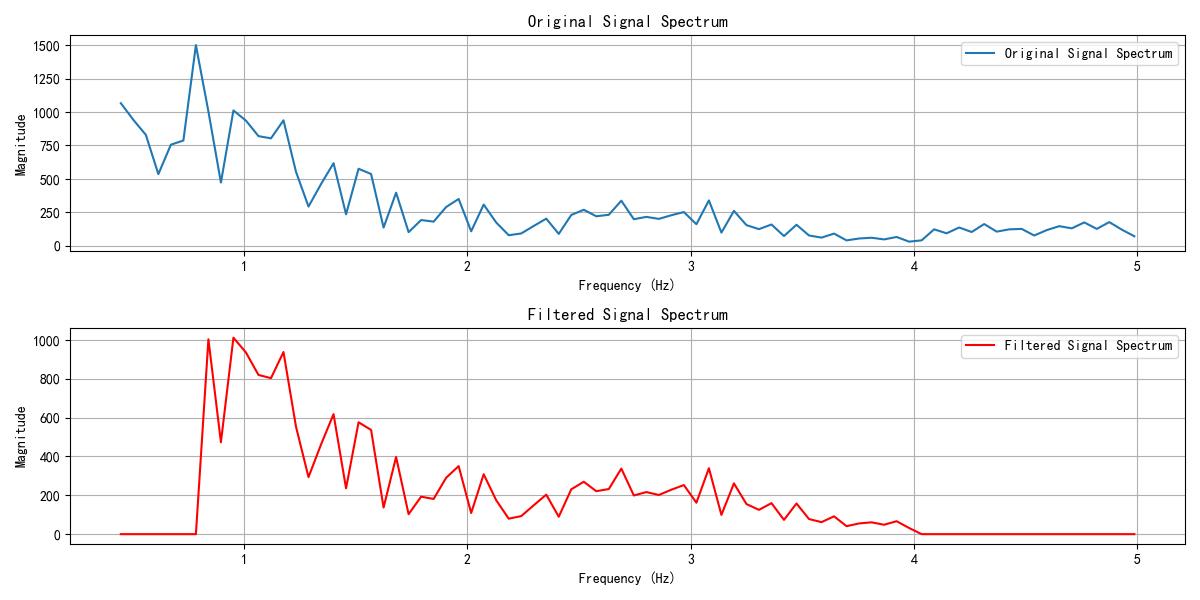 Original Signal Spectrum
Original Signal Spectrum
1500
1250
1000
750
500
250
0
Magnitude
1 2 3 4 5
Frequency (Hz)
Filtered Signal Spectrum
Filtered Signal Spectrum
1000
800
600
400
200
0
Magnitude
1 2 3 4 5
Frequency (Hz)